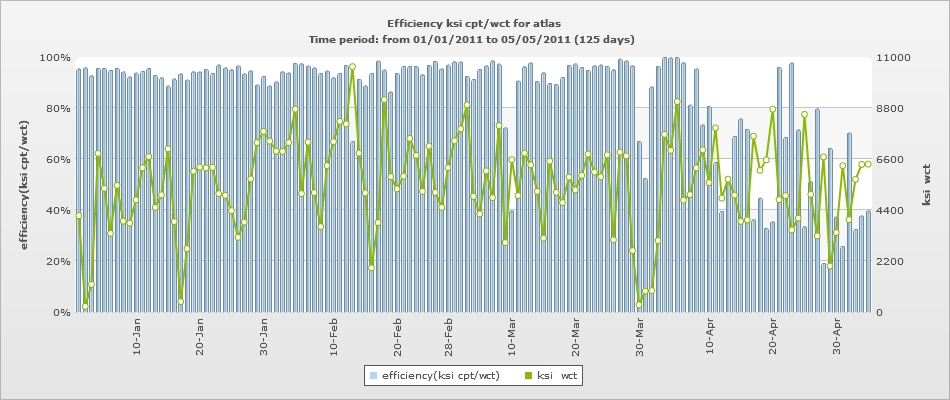 Efficiency ksi cpt/wct for atlas
Time period: from 01/01/2011 to 05/05/2011 (125 days)
100%
80%
60%
40%
20%
0%
efficiency(ksi cpt/wct)
11000
8800
6600
4400
2200
0
ksi wct
10-Jan
20-Jan
30-Jan
10-Feb
20-Feb
28-Feb
10-Mar
20-Mar
30-Mar
10-Apr
20-Apr
30-Apr
efficiency(ksi cpt/wct)
ksi wct